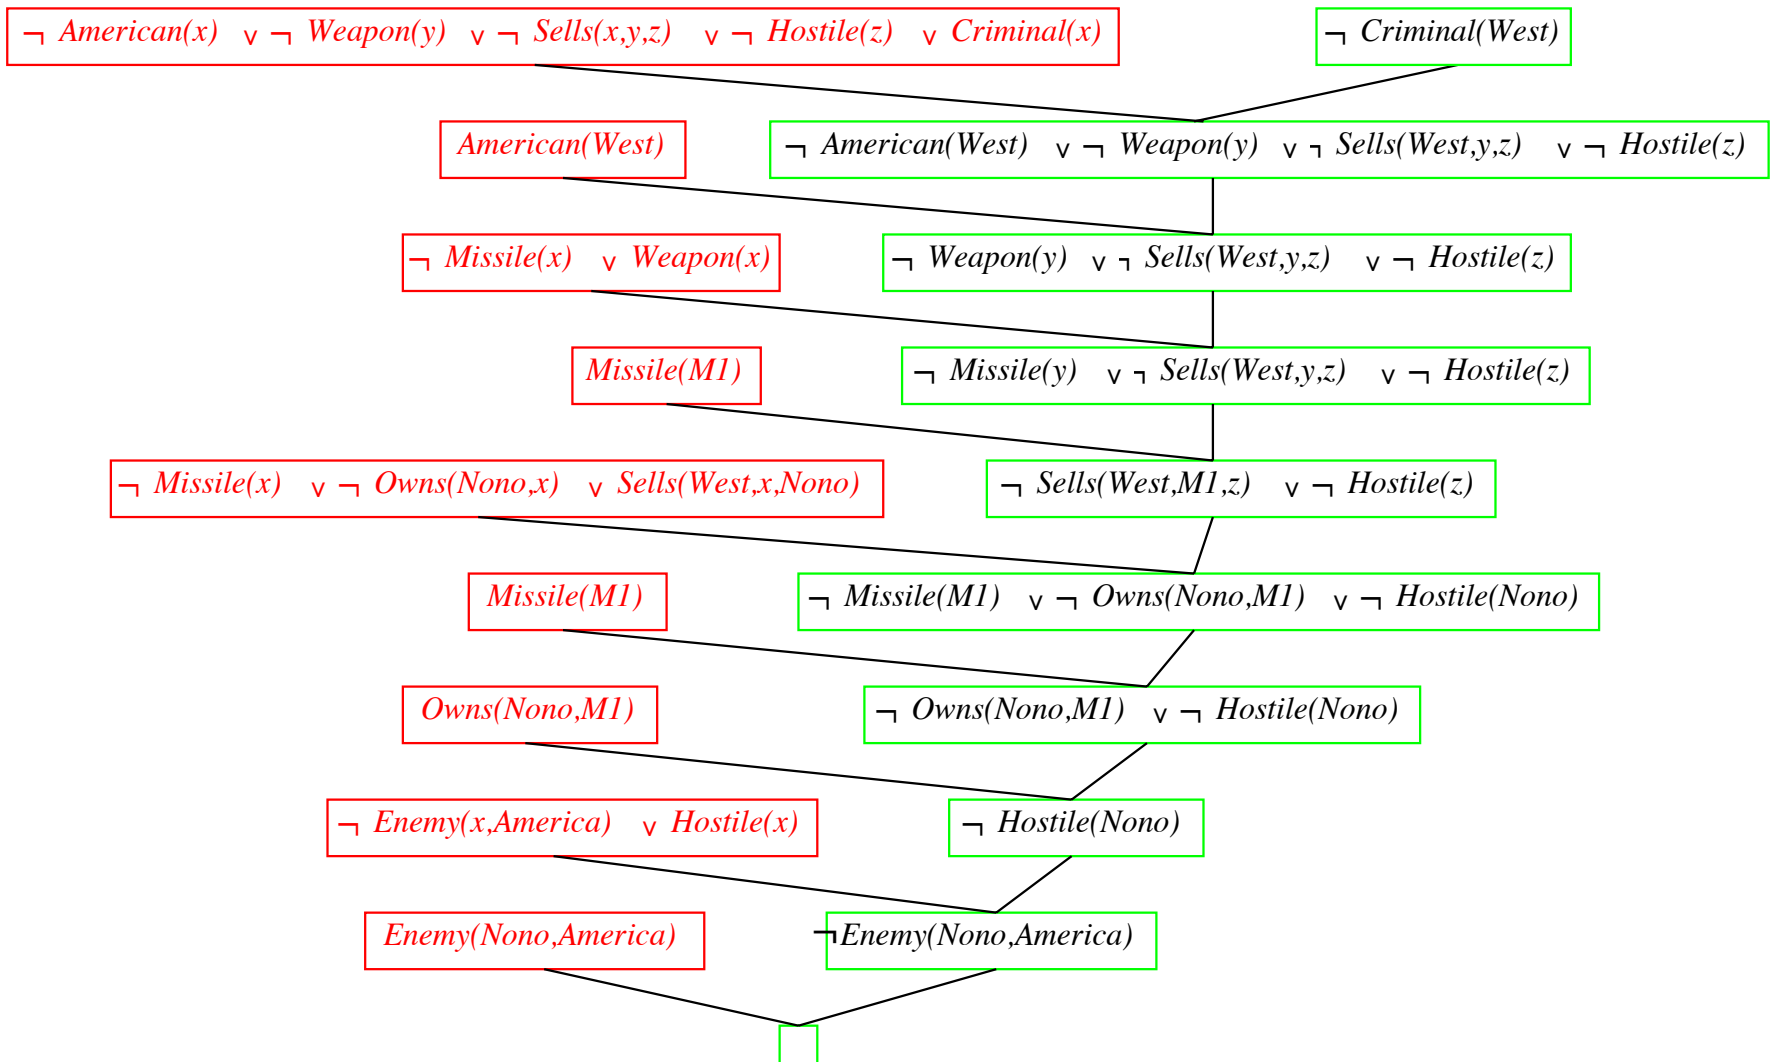 ¬ American(x) ∨ ¬ Weapon(y) ∨ ¬ Sells(x,y,z) ∨ ¬ Hostile(z) ∨ Criminal(x) ¬ Criminal(West)
American(West) ¬ American(West) ∨ ¬ Weapon(y) ∨ ¬ Sells(West,y,z) ∨ ¬ Hostile(z)
¬ Missile(x) ∨ Weapon(x) ¬ Weapon(y) ∨ ¬ Sells(West,y,z) ∨ ¬ Hostile(z)
Missile(M1) ¬ Missile(y) ∨ ¬ Sells(West,y,z) ∨ ¬ Hostile(z)
¬ Missile(x) ∨ ¬ Owns(Nono,x) ∨ Sells(West,x,Nono) ¬ Sells(West,M1,z) ∨ ¬ Hostile(z)
Missile(M1) ¬ Missile(M1) ∨ ¬ Owns(Nono,M1) ∨ ¬ Hostile(Nono)
Owns(Nono,M1) ¬ Owns(Nono,M1) ∨ ¬ Hostile(Nono)
¬ Enemy(x,America) ∨ Hostile(x) ¬ Hostile(Nono)
Enemy(Nono,America) ¬Enemy(Nono,America)